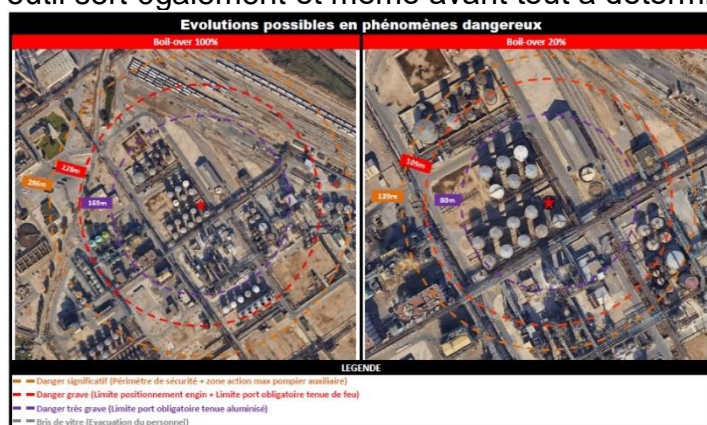 outil sert également et même avant tout à détermi
Evolutions possibles en phénomènes dangereux
Boil-over 100%
Boil-over 20%
286m
228m
169m
139m
109m
80m
LEGENDE
Danger significatif (Périmètre de sécurité + zone action max pompier auxiliaire)
Danger grave (Limite positionnement engin + Limite port obligatoire tenue de feu)
Danger très grave (Limite port obligatoire tenue aluminisé)
Bris de vitre (Evacuation du personnel)